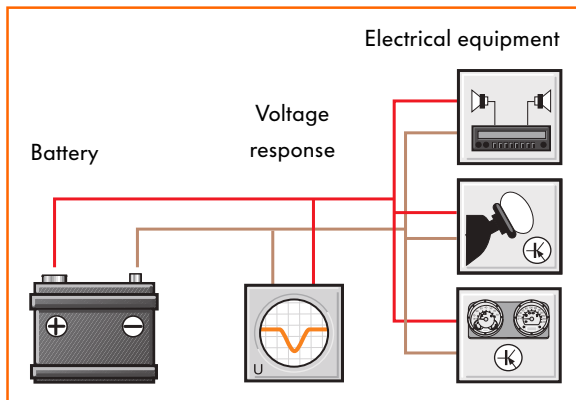 Electrical equipment
Voltage
response
Battery
+
−
U